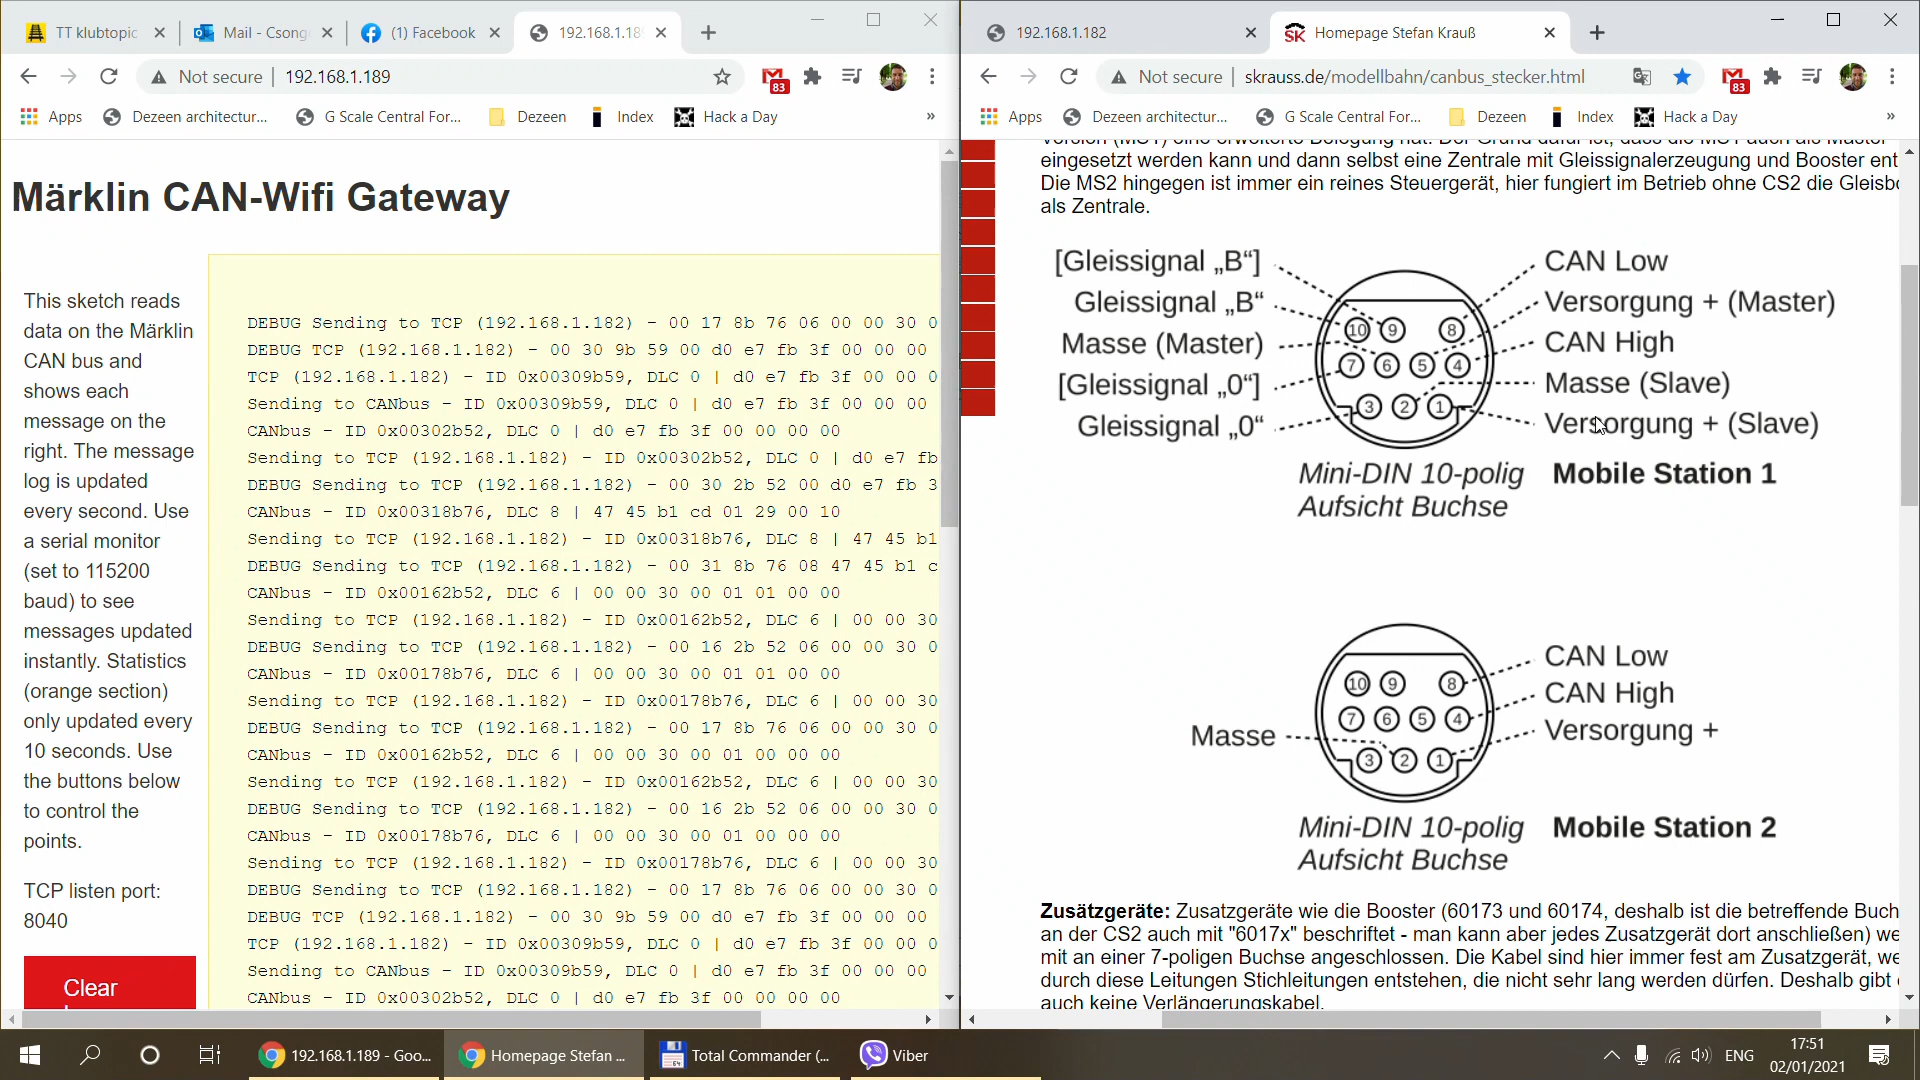 TT klubtopic
Mail - Csong
(1) Facebook
192.168.1.189
Not secure
192.168.1.189
83
Apps
Dezeen architectur...
G Scale Central For...
Dezeen
Index
Hack a Day
»
Märklin CAN-Wifi Gateway
This sketch reads
data on the Märklin
CAN bus and
shows each
message on the
right. The message
log is updated
every second. Use
a serial monitor
(set to 115200
baud) to see
messages updated
instantly. Statistics
(orange section)
only updated every
10 seconds. Use
the buttons below
to control the
points.
TCP listen port:
8040
Clear
DEBUG Sending to TCP (192.168.1.182) - 00 17 8b 76 06 00 00 30 0
DEBUG TCP (192.168.1.182) - 00 30 9b 59 00 d0 e7 fb 3f 00 00 00
TCP (192.168.1.182) - ID 0x00309b59, DLC 0 | d0 e7 fb 3f 00 00 0
Sending to CANbus - ID 0x00309b59, DLC 0 | d0 e7 fb 3f 00 00 00
CANbus - ID 0x00302b52, DLC 0 | d0 e7 fb 3f 00 00 00 00
Sending to TCP (192.168.1.182) - ID 0x00302b52, DLC 0 | d0 e7 fb
DEBUG Sending to TCP (192.168.1.182) - 00 30 2b 52 00 d0 e7 fb 3
CANbus - ID 0x00318b76, DLC 8 | 47 45 b1 cd 01 29 00 10
Sending to TCP (192.168.1.182) - ID 0x00318b76, DLC 8 | 47 45 b1
DEBUG Sending to TCP (192.168.1.182) - 00 31 8b 76 08 47 45 b1 c
CANbus - ID 0x00162b52, DLC 6 | 00 00 30 00 01 01 00 00
Sending to TCP (192.168.1.182) - ID 0x00162b52, DLC 6 | 00 00 30
DEBUG Sending to TCP (192.168.1.182) - 00 16 2b 52 06 00 00 30 0
CANbus - ID 0x00178b76, DLC 6 | 00 00 30 00 01 01 00 00
Sending to TCP (192.168.1.182) - ID 0x00178b76, DLC 6 | 00 00 30
DEBUG Sending to TCP (192.168.1.182) - 00 17 8b 76 06 00 00 30 0
CANbus - ID 0x00162b52, DLC 6 | 00 00 30 00 01 00 00 00
Sending to TCP (192.168.1.182) - ID 0x00162b52, DLC 6 | 00 00 30
DEBUG Sending to TCP (192.168.1.182) - 00 16 2b 52 06 00 00 30 0
CANbus - ID 0x00178b76, DLC 6 | 00 00 30 00 01 00 00 00
Sending to TCP (192.168.1.182) - ID 0x00178b76, DLC 6 | 00 00 30
DEBUG Sending to TCP (192.168.1.182) - 00 17 8b 76 06 00 00 30 0
DEBUG TCP (192.168.1.182) - 00 30 9b 59 00 d0 e7 fb 3f 00 00 00
TCP (192.168.1.182) - ID 0x00309b59, DLC 0 | d0 e7 fb 3f 00 00 0
Sending to CANbus - ID 0x00309b59, DLC 0 | d0 e7 fb 3f 00 00 00
CANbus - ID 0x00302b52, DLC 0 | d0 e7 fb 3f 00 00 00 00
192.168.1.182
SK
Homepage Stefan Krauß
Not secure
skrauss.de/modellbahn/canbus_stecker.html
83
Apps
Dezeen architectur...
G Scale Central For...
Dezeen
Index
Hack a Day
»
eingesetzt werden kann und dann selbst eine Zentrale mit Gleissignalerzeugung und Booster ent
Die MS2 hingegen ist immer ein reines Steuergerät, hier fungiert im Betrieb ohne CS2 die Gleisbo
als Zentrale.
[Gleissignal „B“]
Gleissignal „B“
Masse (Master)
[Gleissignal „0“]
Gleissignal „0“
10 9 8
7 6 5 4
3 2 1
CAN Low
Versorgung + (Master)
CAN High
Masse (Slave)
Versorgung + (Slave)
Mini-DIN 10-polig Mobile Station 1
Aufsicht Buchse
Masse
10 9 8
7 6 5 4
3 2 1
CAN Low
CAN High
Versorgung +
Mini-DIN 10-polig Mobile Station 2
Aufsicht Buchse
Zusätzgeräte: Zusatzgeräte wie die Booster (60173 und 60174, deshalb ist die betreffende Buch
an der CS2 auch mit "6017x" beschriftet - man kann aber jedes Zusatzgerät dort anschließen) we
mit an einer 7-poligen Buchse angeschlossen. Die Kabel sind hier immer fest am Zusatzgerät, we
durch diese Leitungen Stichleitungen entstehen, die nicht sehr lang werden dürfen. Deshalb gibt
auch keine Verlängerungskabel.
192.168.1.189 - Goo...
Homepage Stefan ...
64
Total Commander (...
Viber
ENG
17:51
02/01/2021